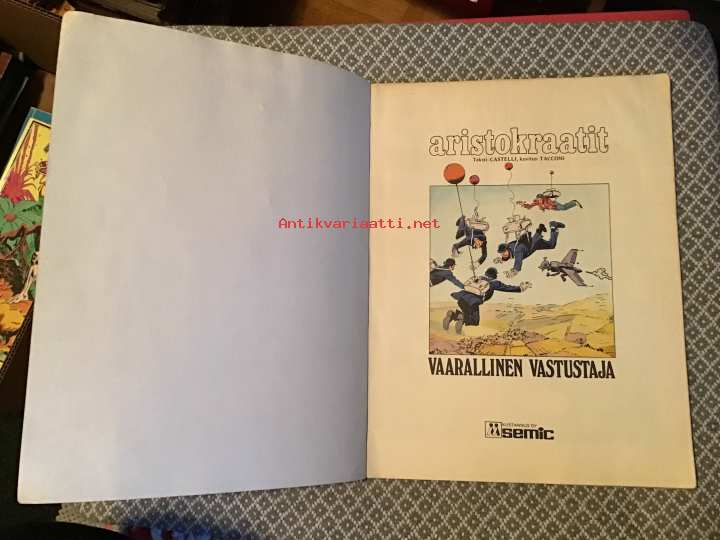 aristokraatit
Teksti CASTELLI, kuvitus TACCONI
Antikvariaatti.net
VAARALLINEN VASTUSTAJA
KUSTANNUS OY
semic